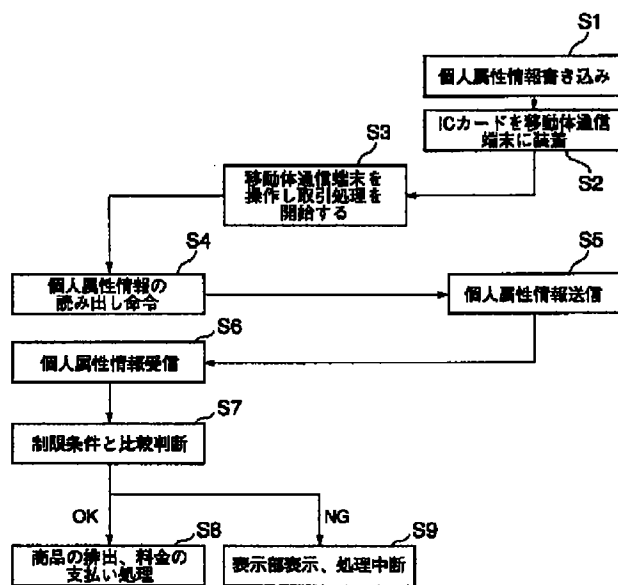 S1
個人属性情報書き込み
ICカードを移動体通信
端末に装着
S2
S3
移動体通信端末を
操作し取引処理を
開始する
S4
個人属性情報の
読み出し命令
S5
個人属性情報送信
S6
個人属性情報受信
S7
制限条件と比較判断
OK
NG
S8
商品の排出、料金の
支払い処理
S9
表示部表示、処理中断